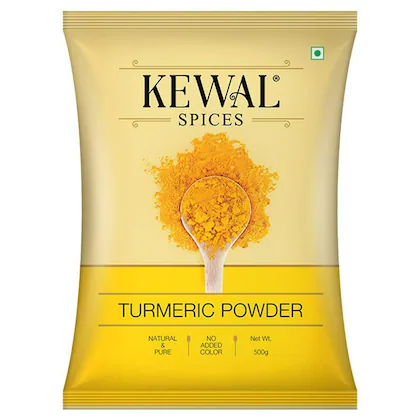 KEWAL®
SPICES
TURMERIC POWDER
NATURAL
&
PURE
NO
ADDED
COLOR
Net Wt.
500g